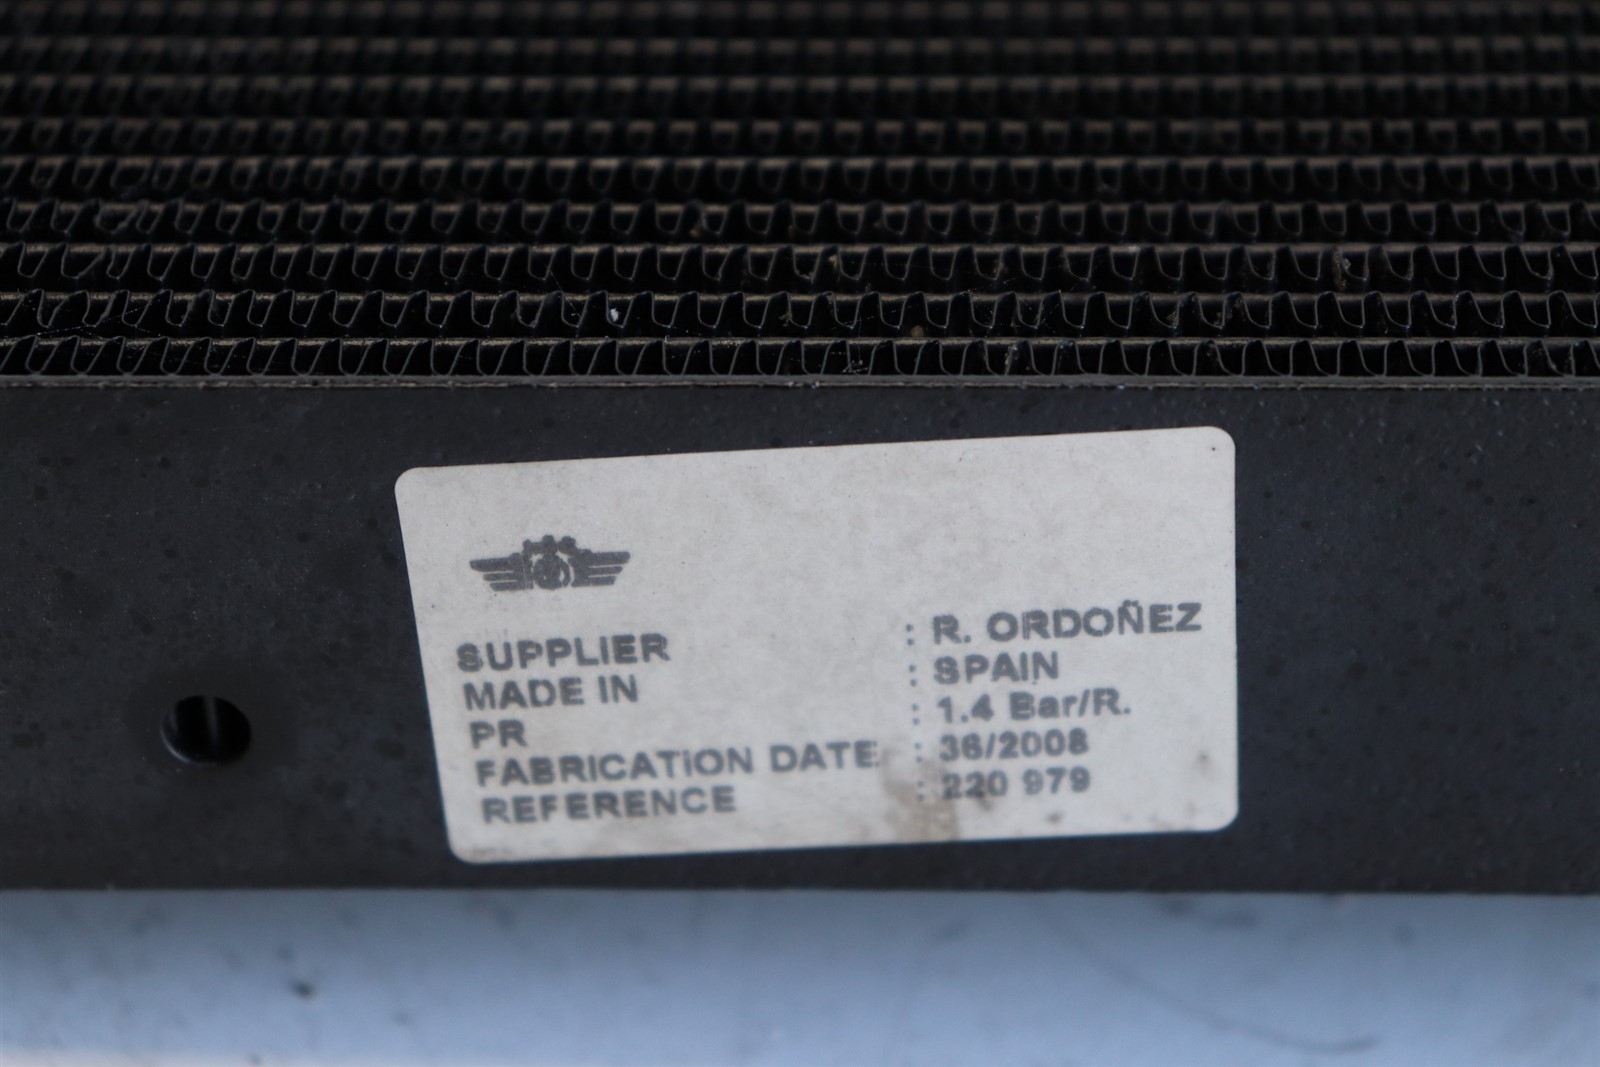 SUPPLIER : R. ORDOÑEZ
MADE IN : SPAIN
PR : 1.4 Bar/R.
FABRICATION DATE : 36/2008
REFERENCE : 220 979